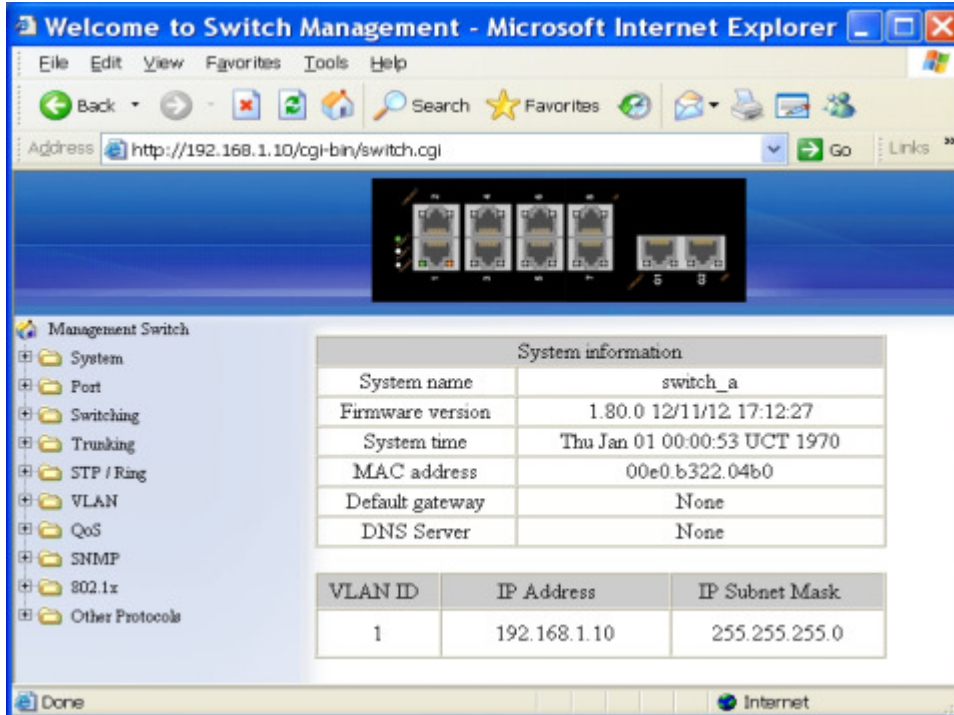 Welcome to Switch Management - Microsoft Internet Explorer
File Edit View Favorites Tools Help
Back Search Favorites
Address http://192.168.1.10/cgi-bin/switch.cgi Go Links »
Management Switch
System
Port
Switching
Trunking
STP / Ring
VLAN
QoS
SNMP
802.1x
Other Protocols
System information
System name switch_a
Firmware version 1.80.0 12/11/12 17:12:27
System time Thu Jan 01 00:00:53 UCT 1970
MAC address 00e0.b322.04b0
Default gateway None
DNS Server None
VLAN ID IP Address IP Subnet Mask
1 192.168.1.10 255.255.255.0
Done Internet